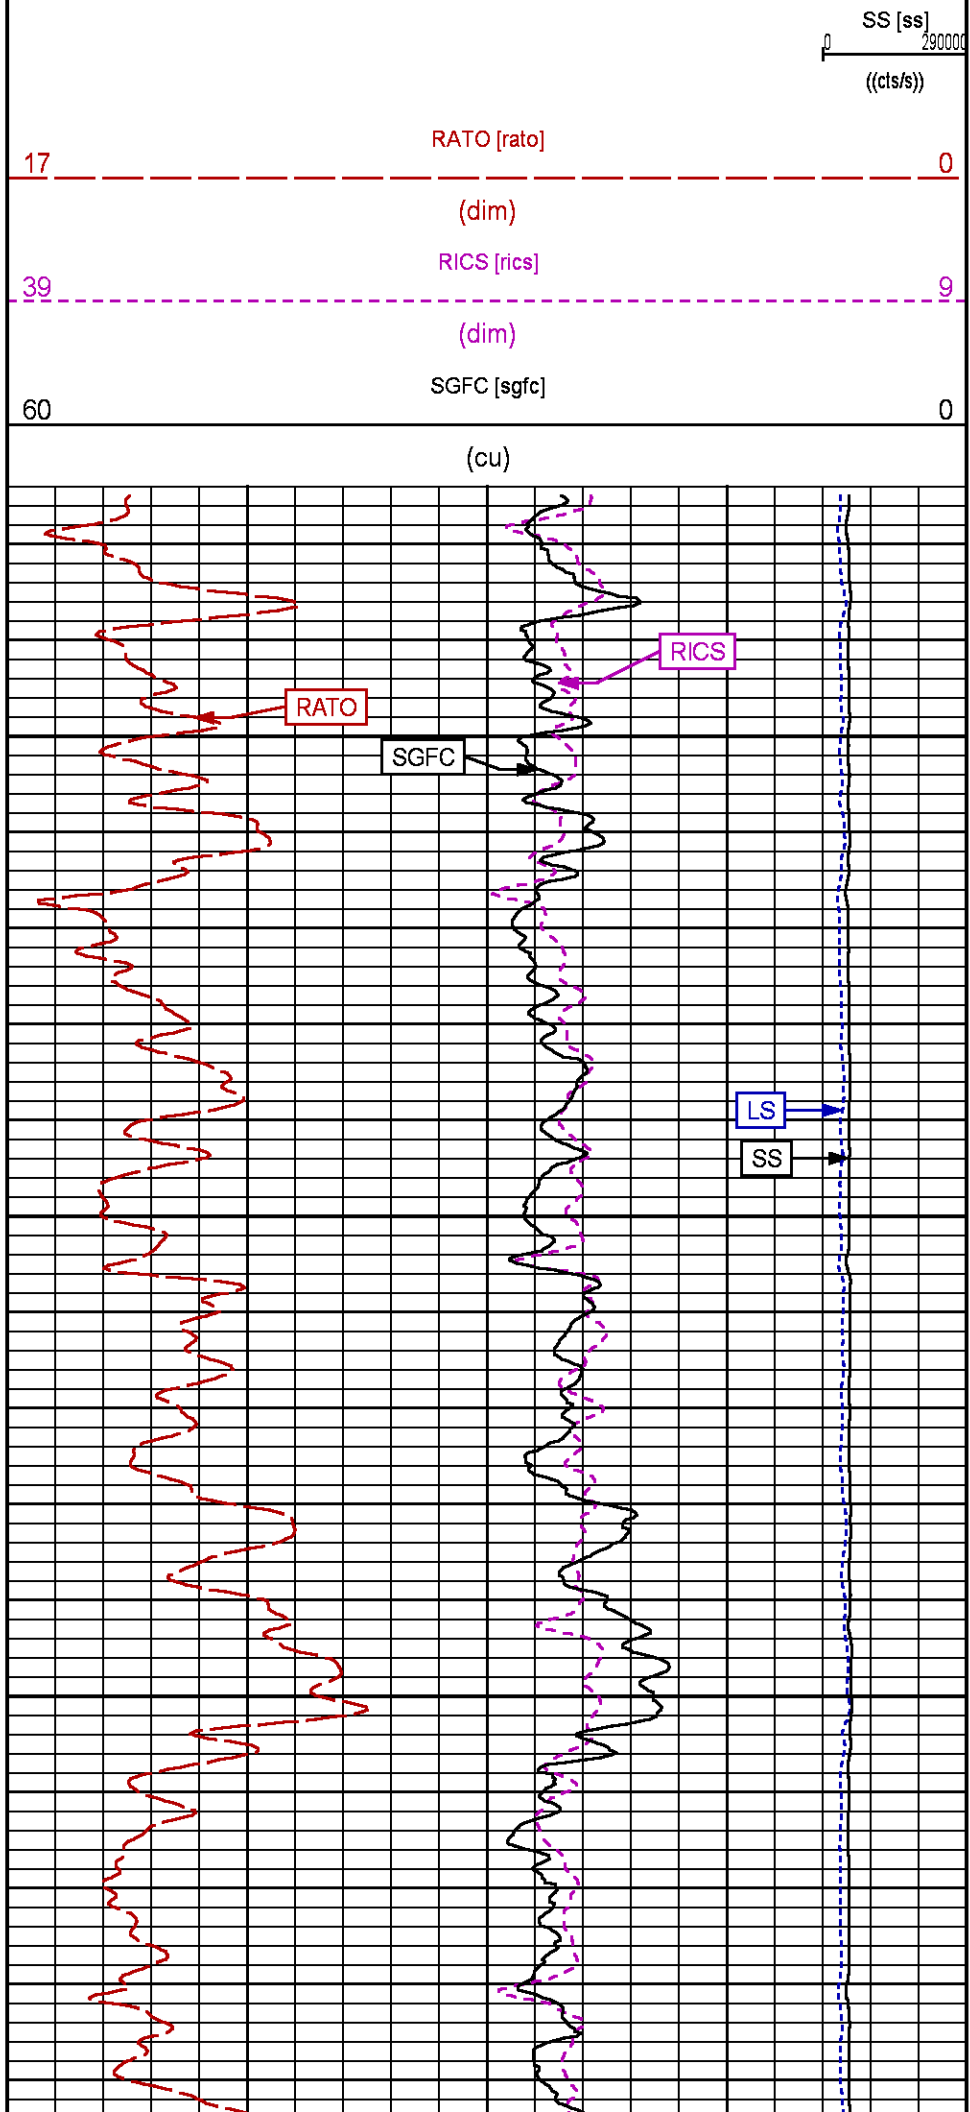 SS [ss]
0 290000
((cts/s))
RATO [rato]
17 0
(dim)
RICS [rics]
39 9
(dim)
SGFC [sgfc]
60 0
(cu)
RICS
RATO
SGFC
LS
SS